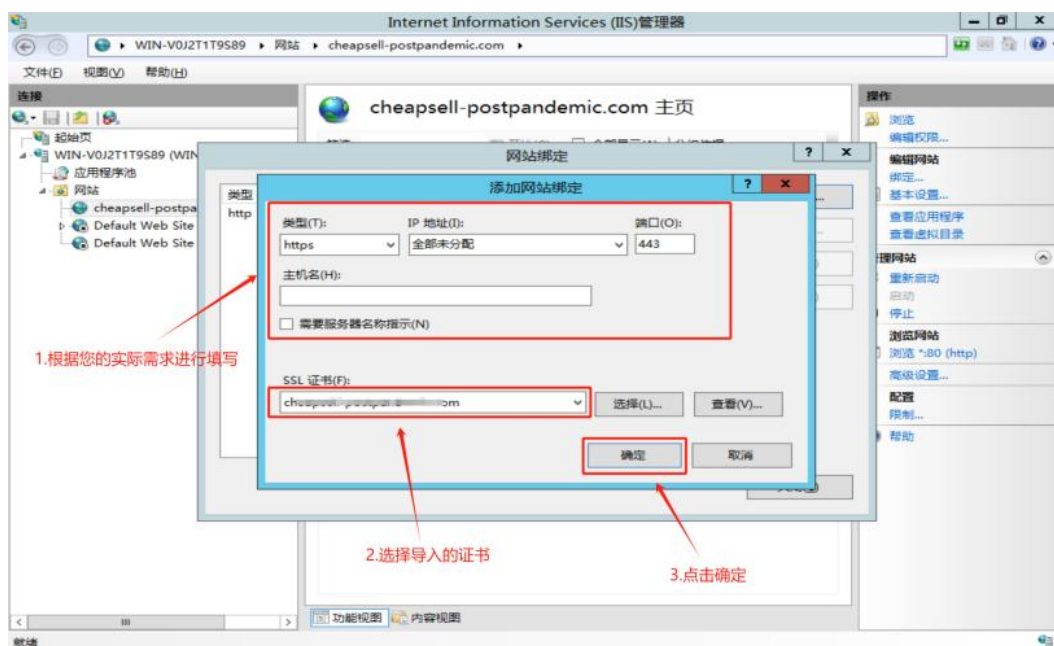 Internet Information Services (IIS)管理器
WIN-V0J2T1T9S89 网站 cheapsell-postpandemic.com
文件(F) 视图(V) 帮助(H)
连接
起始页
WIN-V0J2T1T9S89 (WIN
应用程序池
网站
cheapsell-postpa
Default Web Site
Default Web Site
cheapsell-postpandemic.com 主页
网站绑定
类型
http
添加网站绑定
类型(T): IP 地址(I): 端口(O):
https 全部未分配 443
主机名(H):
需要服务器名称指示(N)
SSL 证书(F):
选择(L)... 查看(V)...
确定 取消
1.根据您的实际需求进行填写
2.选择导入的证书
3.点击确定
功能视图 内容视图
就绪
操作
浏览
编辑权限...
编辑网站
绑定...
基本设置...
查看应用程序
查看虚拟目录
理网站
重新启动
启动
停止
浏览网站
浏览 *:80 (http)
高级设置...
配置
限制...
帮助